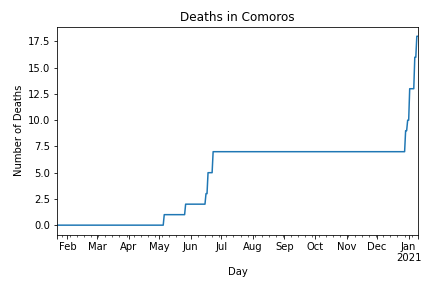 Deaths in Comoros
Number of Deaths
17.5
15.0
12.5
10.0
7.5
5.0
2.5
0.0
Feb Mar Apr May Jun Jul Aug Sep Oct Nov Dec Jan
2021
Day